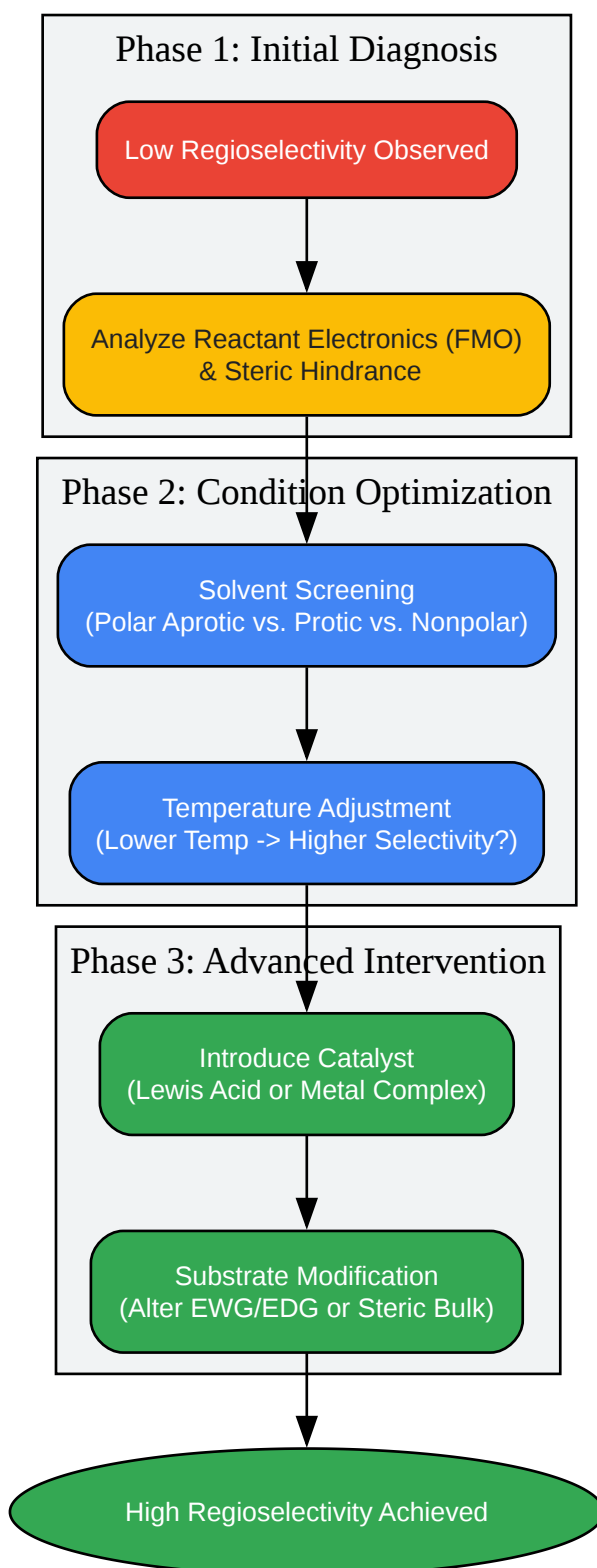 Phase 1: Initial Diagnosis
Low Regioselectivity Observed
Analyze Reactant Electronics (FMO)
& Steric Hindrance
Phase 2: Condition Optimization
Solvent Screening
(Polar Aprotic vs. Protic vs. Nonpolar)
Temperature Adjustment
(Lower Temp -> Higher Selectivity?)
Phase 3: Advanced Intervention
Introduce Catalyst
(Lewis Acid or Metal Complex)
Substrate Modification
(Alter EWG/EDG or Steric Bulk)
High Regioselectivity Achieved